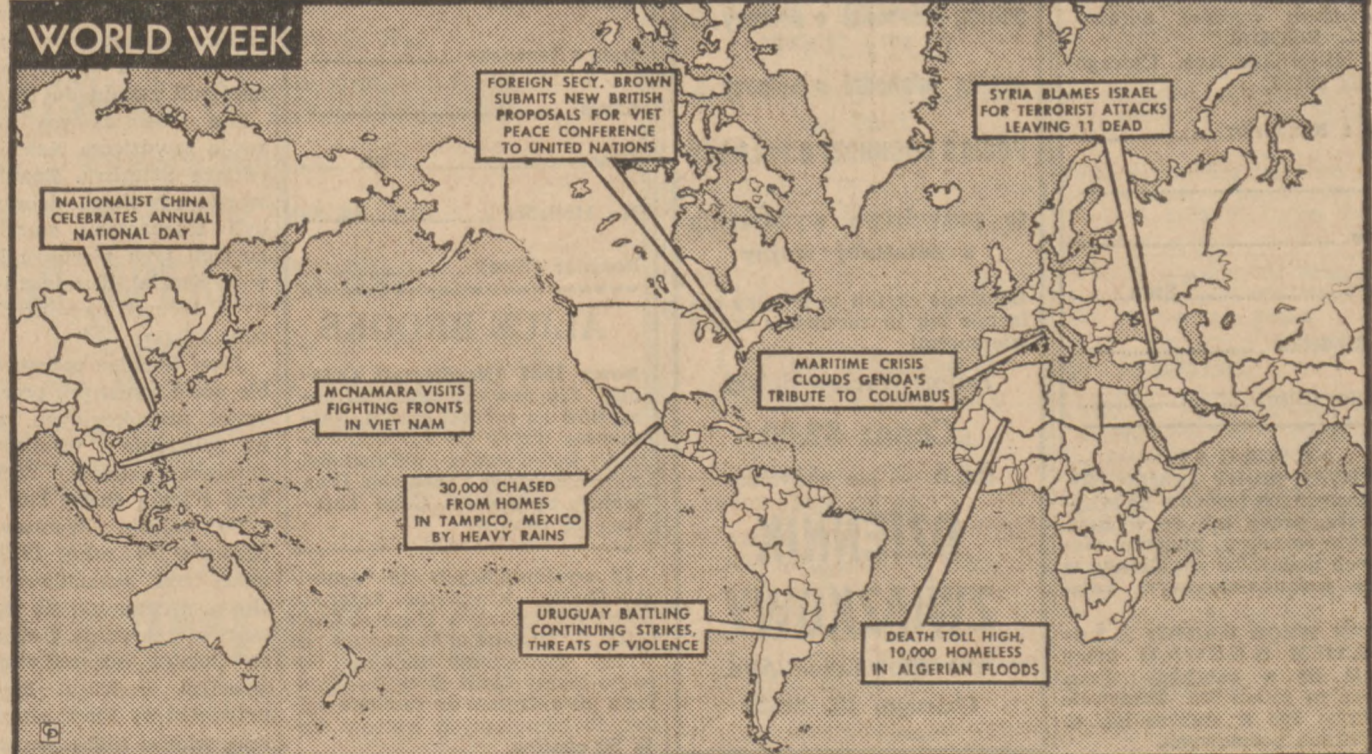 WORLD WEEK
FOREIGN SECY. BROWN
SUBMITS NEW BRITISH
PROPOSALS FOR VIET
PEACE CONFERENCE
TO UNITED NATIONS
SYRIA BLAMES ISRAEL
FOR TERRORIST ATTACKS
LEAVING 11 DEAD
NATIONALIST CHINA
CELEBRATES ANNUAL
NATIONAL DAY
MARITIME CRISIS
CLOUDS GENOA'S
TRIBUTE TO COLUMBUS
MCNAMARA VISITS
FIGHTING FRONTS
IN VIET NAM
30,000 CHASED
FROM HOMES
IN TAMPICO, MEXICO
BY HEAVY RAINS
URUGUAY BATTLING
CONTINUING STRIKES,
THREATS OF VIOLENCE
DEATH TOLL HIGH,
10,000 HOMELESS
IN ALGERIAN FLOODS